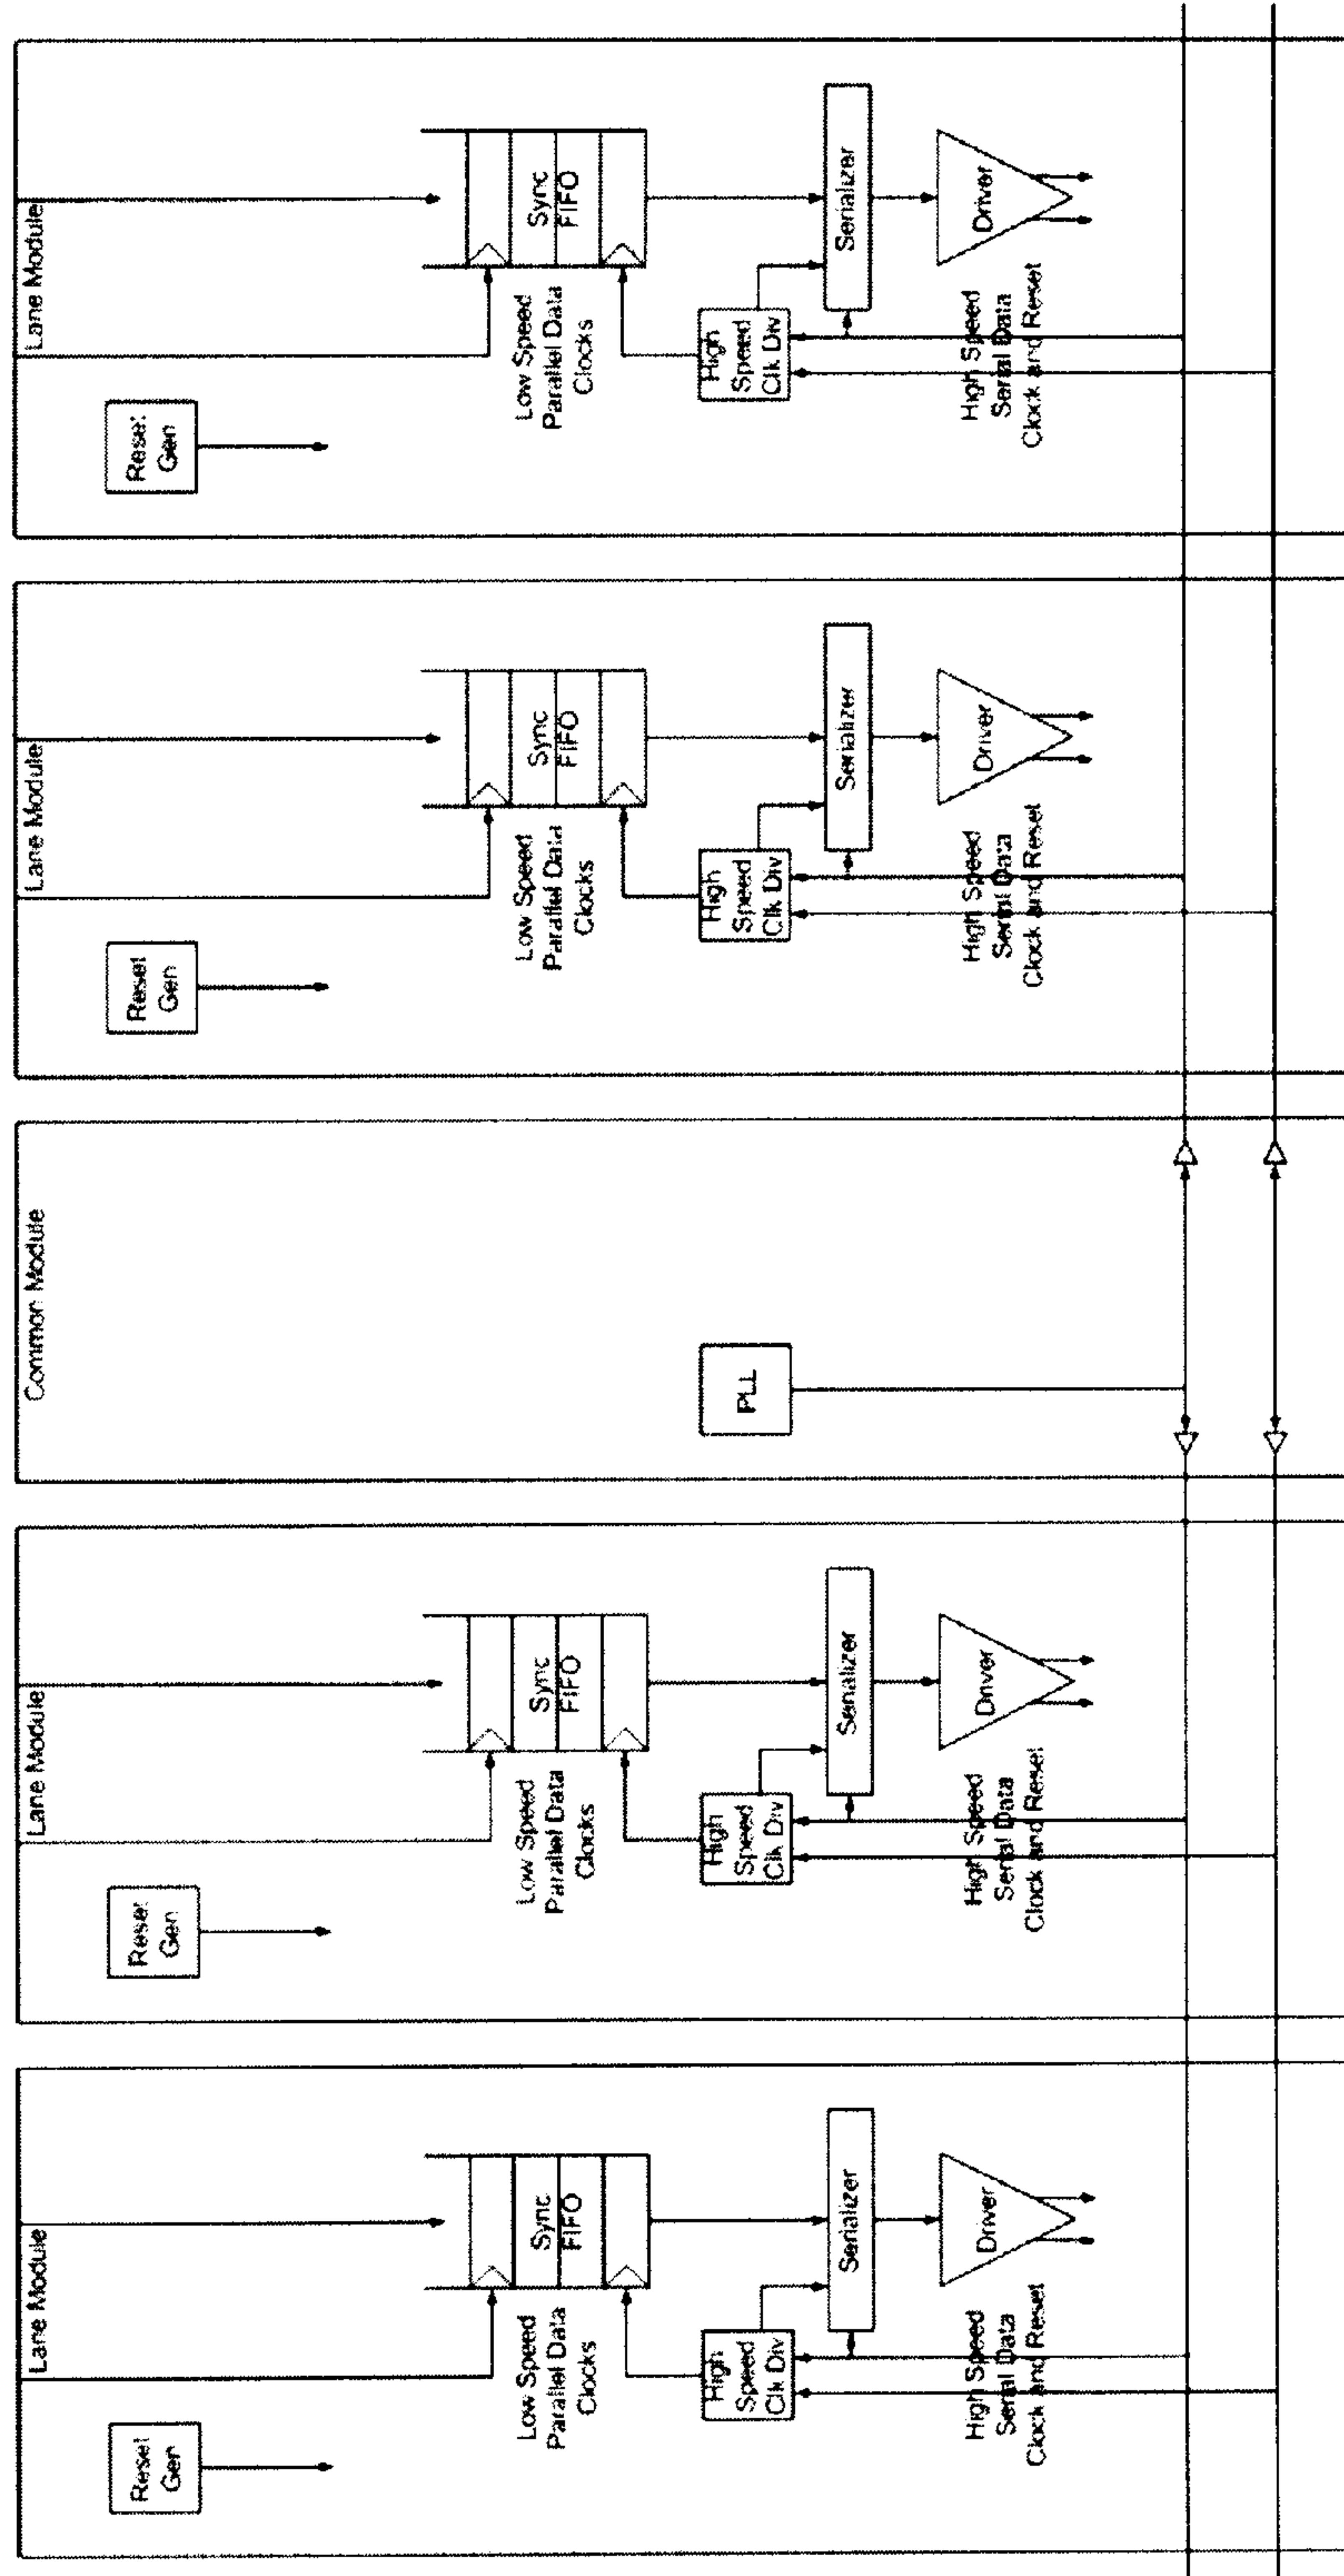 Lane Module
Reset
Gen
Sync
FIFO
Low Speed
Parallel Data
Clocks
High
Speed
Clk Div
Serializer
Driver
High Speed
Serial Data
Clock and Reset
Lane Module
Reset
Gen
Sync
FIFO
Low Speed
Parallel Data
Clocks
High
Speed
Clk Div
Serializer
Driver
High Speed
Serial Data
Clock and Reset
Common Module
PLL
Lane Module
Reset
Gen
Sync
FIFO
Low Speed
Parallel Data
Clocks
High
Speed
Clk Div
Serializer
Driver
High Speed
Serial Data
Clock and Reset
Lane Module
Reset
Gen
Sync
FIFO
Low Speed
Parallel Data
Clocks
High
Speed
Clk Div
Serializer
Driver
High Speed
Serial Data
Clock and Reset